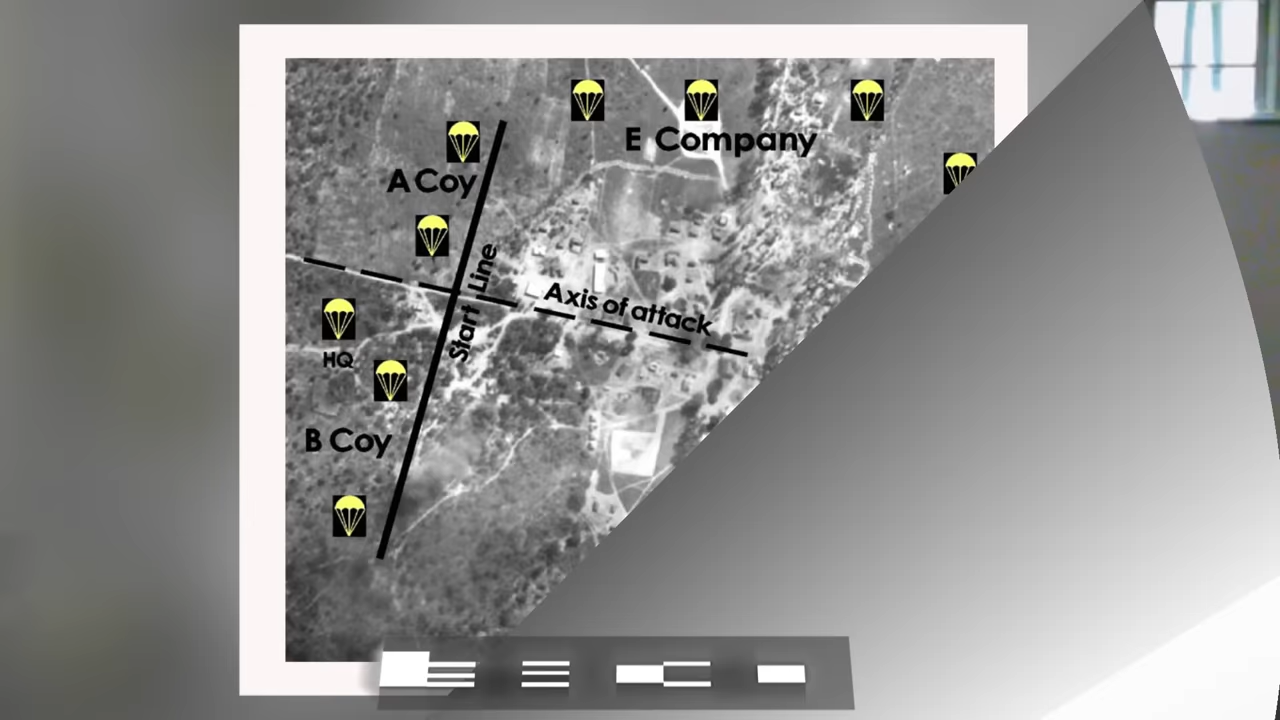 E Company
A Coy
Start Line
Axis of attack
HQ
B Coy